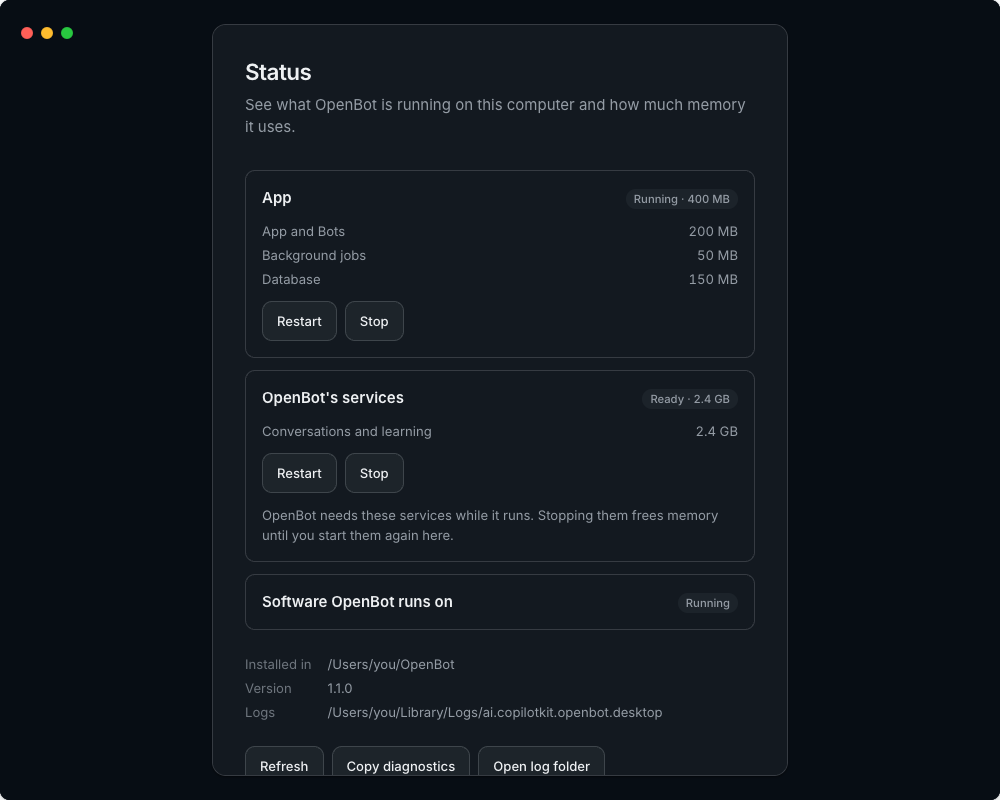 Status
See what OpenBot is running on this computer and how much memory
it uses.
App
Running · 400 MB
App and Bots
200 MB
Background jobs
50 MB
Database
150 MB
Restart
Stop
OpenBot's services
Ready · 2.4 GB
Conversations and learning
2.4 GB
Restart
Stop
OpenBot needs these services while it runs. Stopping them frees memory
until you start them again here.
Software OpenBot runs on
Running
Installed in
/Users/you/OpenBot
Version
1.1.0
Logs
/Users/you/Library/Logs/ai.copilotkit.openbot.desktop
Refresh
Copy diagnostics
Open log folder